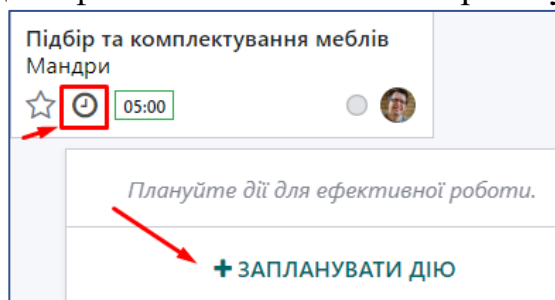 Підбір та комплектування меблів
Мандри
05:00
Плануйте дії для ефективної роботи.
+ ЗАПЛАНУВАТИ ДІЮ